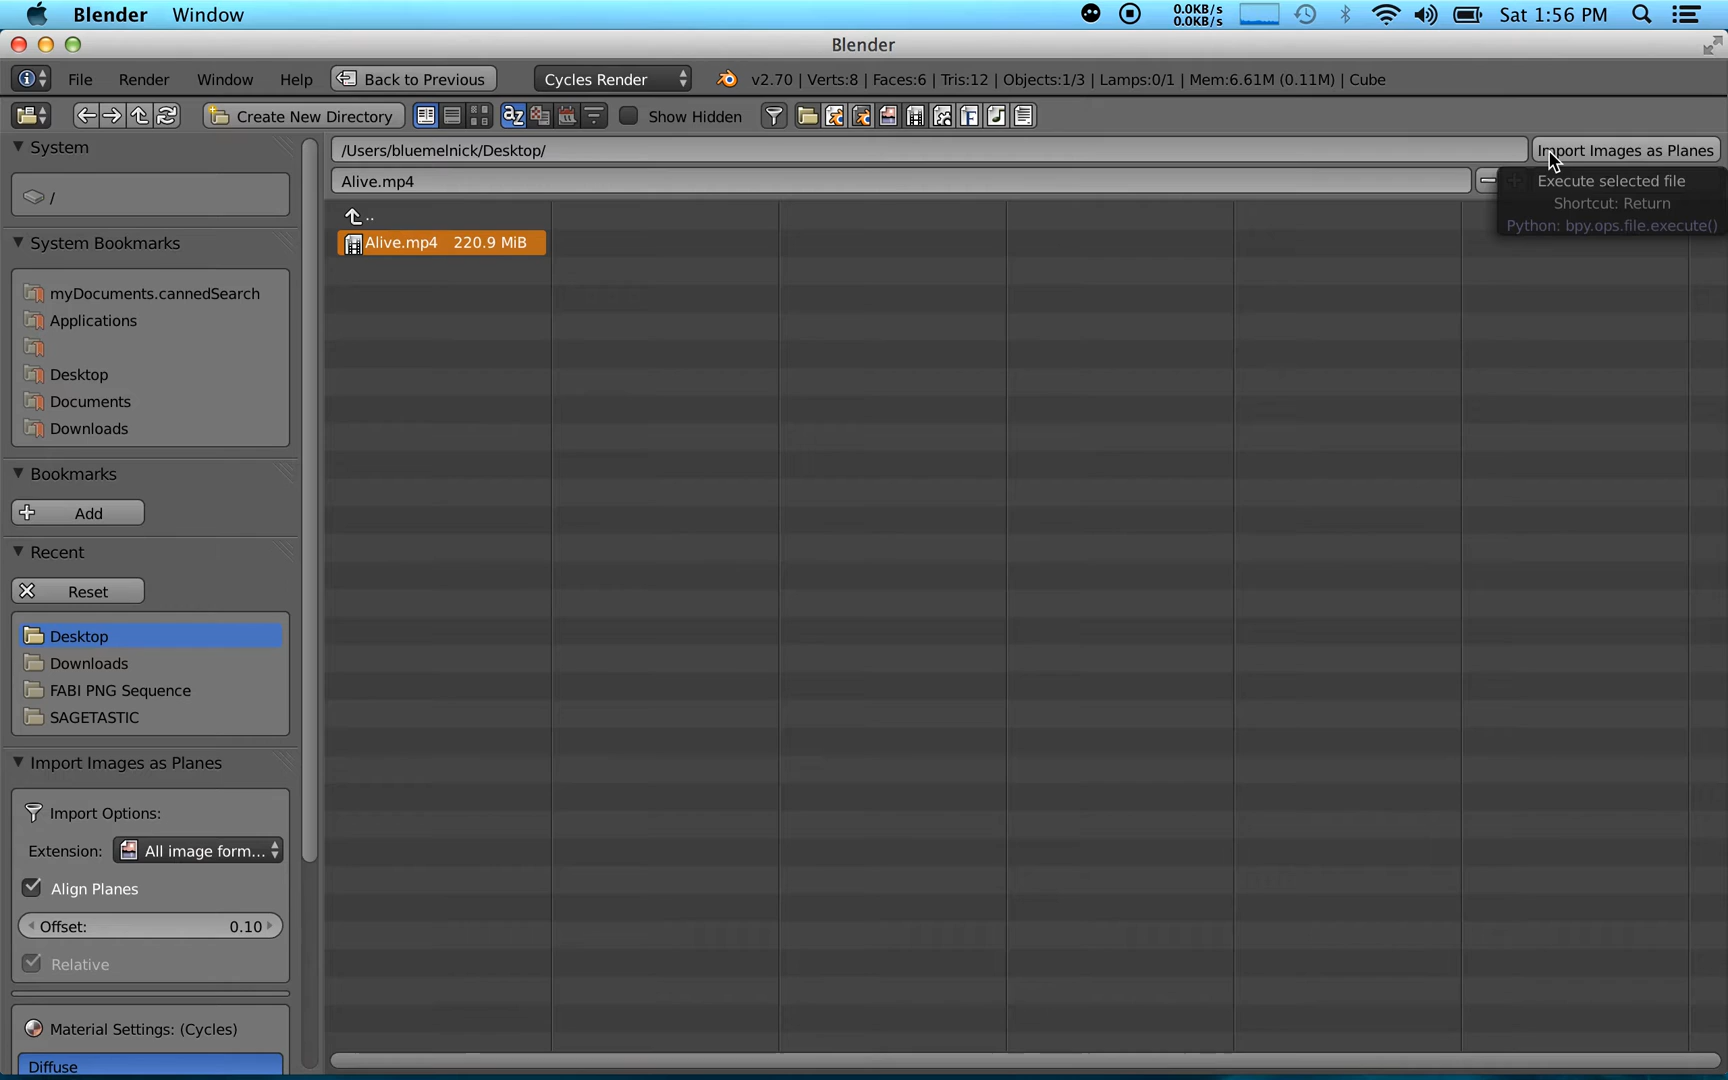 Blender Window 0.0KB/s Sat 1:56 PM
0.0KB/s
Blender
File Render Window Help Back to Previous Cycles Render v2.70 | Verts:8 | Faces:6 | Tris:12 | Objects:1/3 | Lamps:0/1 | Mem:6.61M (0.11M) | Cube
Create New Directory Show Hidden
System
/Users/bluemelnick/Desktop/ Import Images as Planes
Alive.mp4
Execute selected file
Shortcut: Return
Python: bpy.ops.file.execute()
/
..
Alive.mp4 220.9 MiB
System Bookmarks
myDocuments.cannedSearch
Applications
Desktop
Documents
Downloads
Bookmarks
Add
Recent
Reset
Desktop
Downloads
FABI PNG Sequence
SAGETASTIC
Import Images as Planes
Import Options:
Extension: All image form...
Align Planes
Offset: 0.10
Relative
Material Settings: (Cycles)
Diffuse